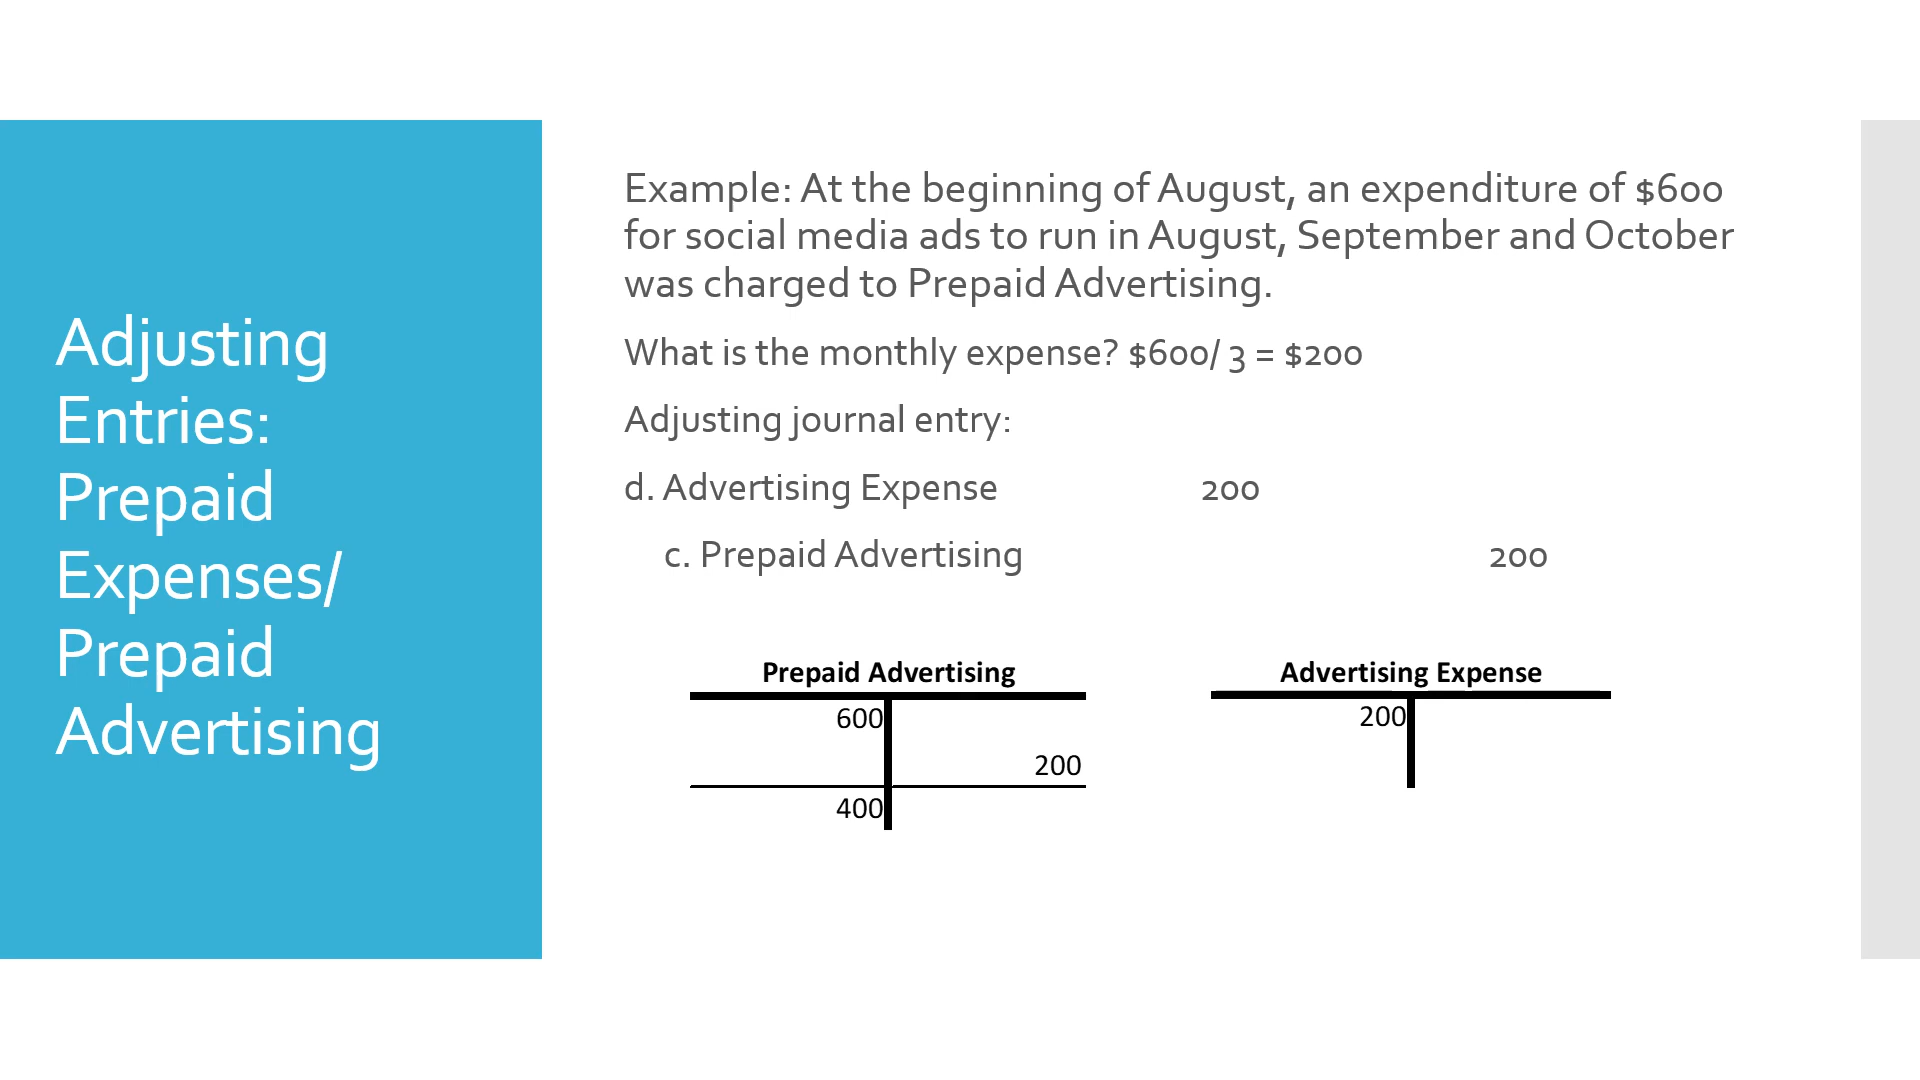 Adjusting
Entries:
Prepaid
Expenses/
Prepaid
Advertising
Example: At the beginning of August, an expenditure of $600
for social media ads to run in August, September and October
was charged to Prepaid Advertising.
What is the monthly expense? $600/ 3 = $200
Adjusting journal entry:
d. Advertising Expense 200
c. Prepaid Advertising 200
Prepaid Advertising
600
200
400
Advertising Expense
200